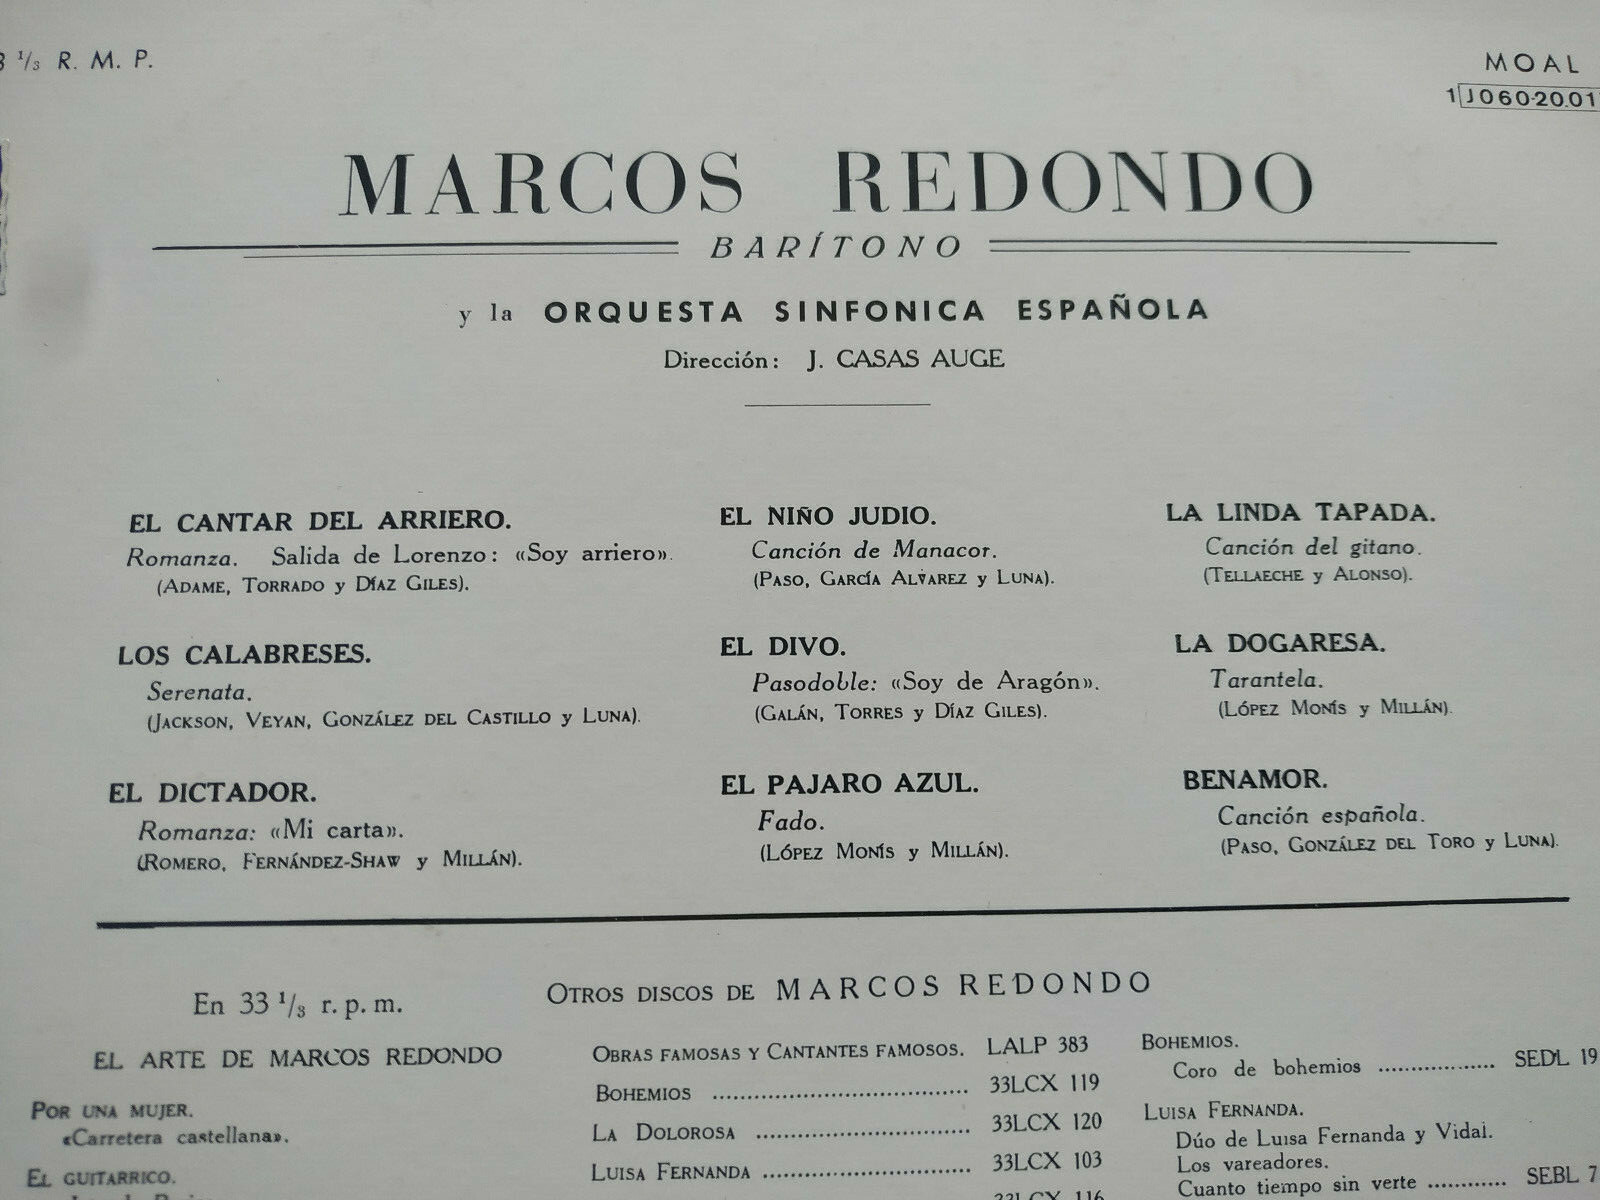 1/3 R. M. P.
MOAL
1J060-20.01
MARCOS REDONDO
BARÍTONO
y la ORQUESTA SINFONICA ESPAÑOLA
Dirección: J. CASAS AUGE
EL CANTAR DEL ARRIERO.
Romanza. Salida de Lorenzo: «Soy arriero».
(ADAME, TORRADO y DÍAZ GILES).
LOS CALABRESES.
Serenata.
(JACKSON, VEYAN, GONZÁLEZ DEL CASTILLO y LUNA).
EL DICTADOR.
Romanza: «Mi carta».
(ROMERO, FERNÁNDEZ-SHAW y MILLÁN).
EL NIÑO JUDIO.
Canción de Manacor.
(PASO, GARCÍA ALVAREZ y LUNA).
EL DIVO.
Pasodoble: «Soy de Aragón».
(GALÁN, TORRES y DÍAZ GILES).
EL PAJARO AZUL.
Fado.
(LÓPEZ MONÍS y MILLÁN).
LA LINDA TAPADA.
Canción del gitano.
(TELLAECHE y ALONSO).
LA DOGARESA.
Tarantela.
(LÓPEZ MONÍS y MILLÁN).
BENAMOR.
Canción española.
(PASO, GONZÁLEZ DEL TORO y LUNA).
OTROS DISCOS DE MARCOS REDONDO
En 33 1/3 r. p. m.
EL ARTE DE MARCOS REDONDO
POR UNA MUJER.
«Carretera castellana».
EL GUITARRICO.
OBRAS FAMOSAS Y CANTANTES FAMOSOS. LALP 383
BOHEMIOS .......................... 33LCX 119
LA DOLOROSA ...................... 33LCX 120
LUISA FERNANDA ..................... 33LCX 103
116
BOHEMIOS.
Coro de bohemios ............... SEDL 19
LUISA FERNANDA.
Dúo de Luisa Fernanda y Vidal.
Los vareadores.
Cuanto tiempo sin verte .......... SEBL 7